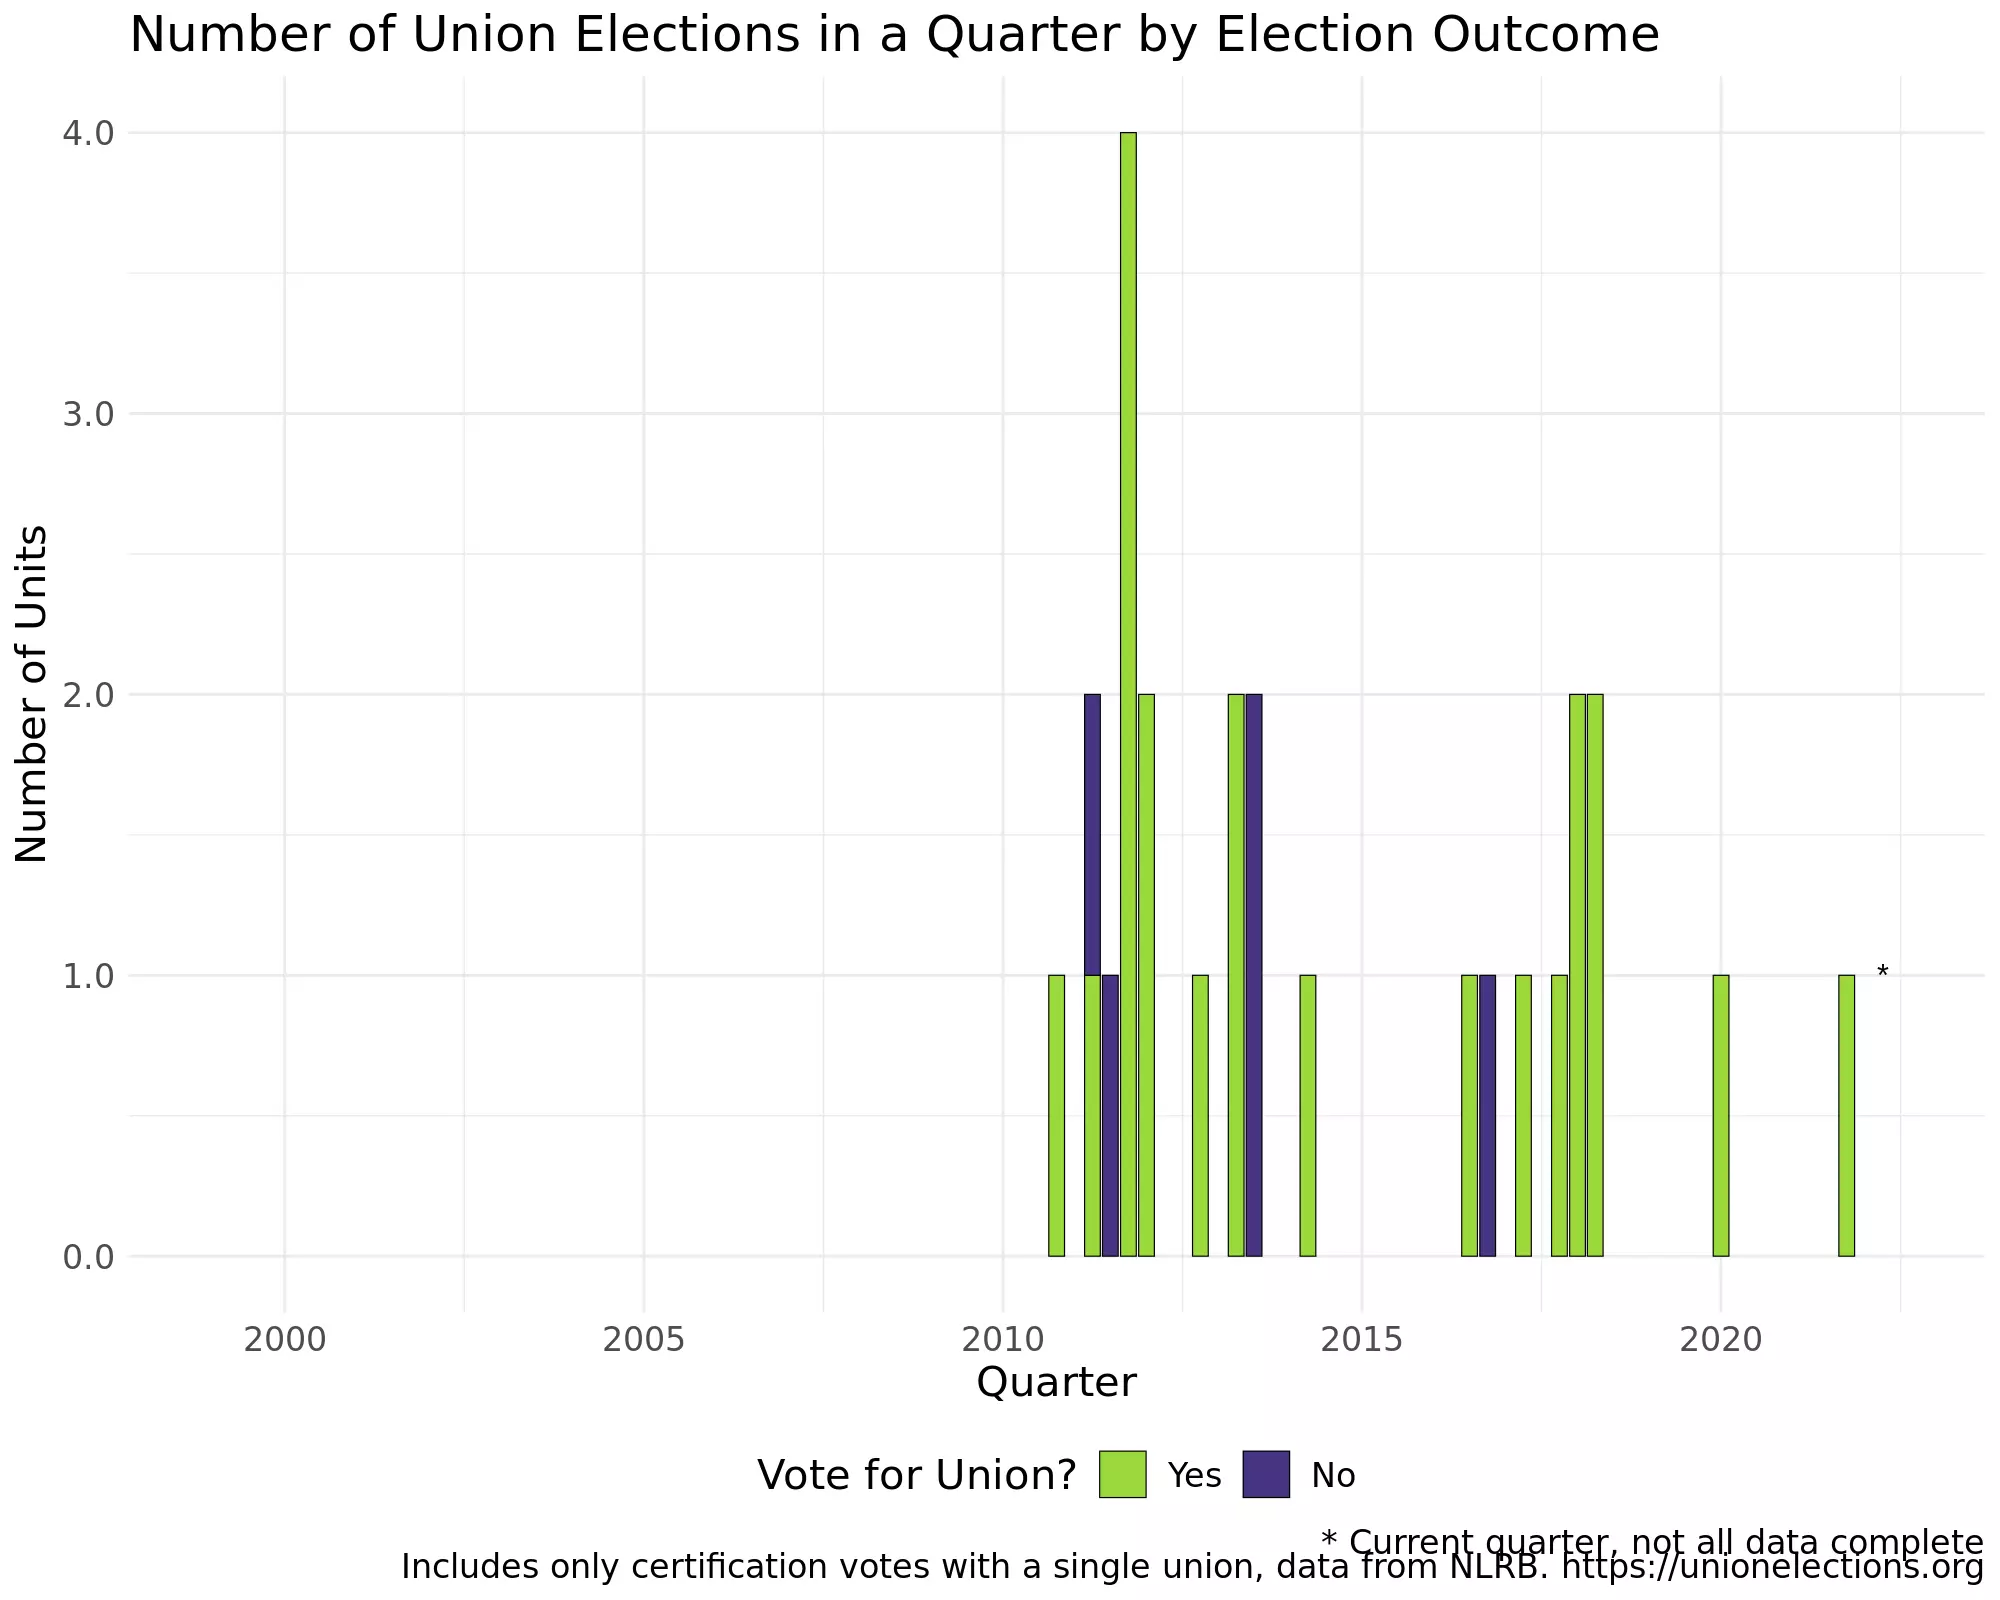 Number of Union Elections in a Quarter by Election Outcome
Number of Units
4.0
3.0
2.0
1.0
0.0
*
2000
2005
2010
2015
2020
Quarter
Vote for Union?
Yes
No
* Current quarter, not all data complete
Includes only certification votes with a single union, data from NLRB. https://unionelections.org